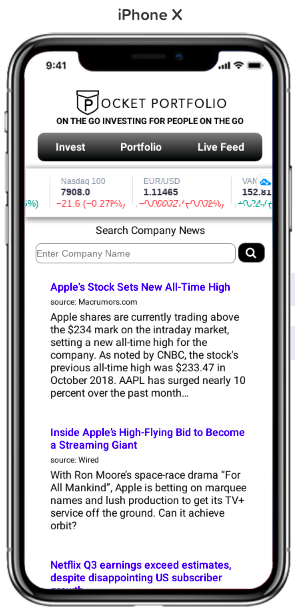 iPhone X
9:41
POCKET PORTFOLIO
ON THE GO INVESTING FOR PEOPLE ON THE GO
Invest Portfolio Live Feed
Nasdaq 100 EUR/USD VAN
7908.0 1.11465 152.81
%) −21.6 (−0.27%)
Search Company News
Enter Company Name
Apple's Stock Sets New All-Time High
source: Macrumors.com
Apple shares are currently trading above
the $234 mark on the intraday market,
setting a new all-time high for the
company. As noted by CNBC, the stock's
previous all-time high was $233.47 in
October 2018. AAPL has surged nearly 10
percent over the past month…
Inside Apple's High-Flying Bid to Become
a Streaming Giant
source: Wired
With Ron Moore's space-race drama “For
All Mankind”, Apple is betting on marquee
names and lush production to get its TV+
service off the ground. Can it achieve
orbit?
Netflix Q3 earnings exceed estimates,
despite disappointing US subscriber
growth